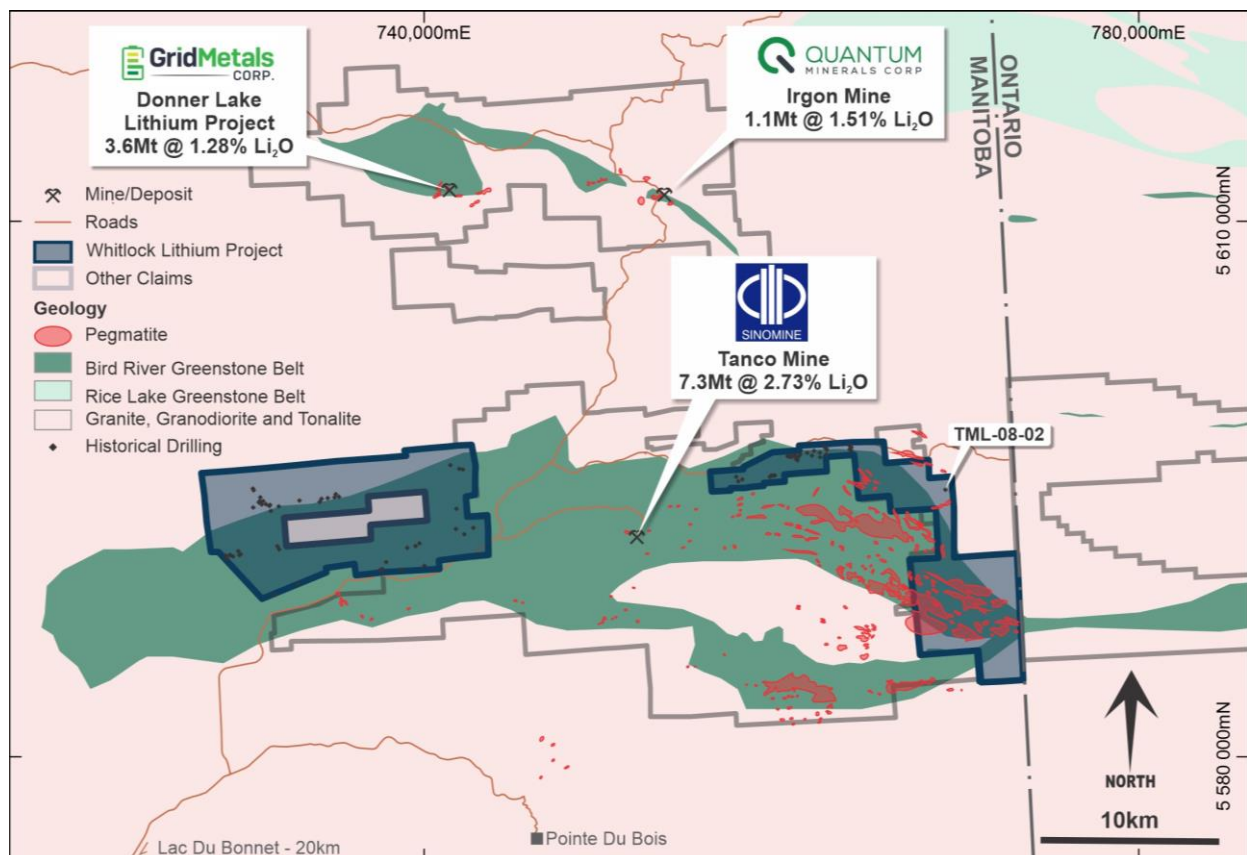 740,000mE
780,000mE
GridMetals
CORP.
Donner Lake
Lithium Project
3.6Mt @ 1.28% Li₂O
QUANTUM
MINERALS CORP
Irgon Mine
1.1Mt @ 1.51% Li₂O
ONTARIO
MANITOBA
5 610 000mN
Mine/Deposit
Roads
Whitlock Lithium Project
Other Claims
Geology
Pegmatite
Bird River Greenstone Belt
Rice Lake Greenstone Belt
Granite, Granodiorite and Tonalite
Historical Drilling
SINOMINE
Tanco Mine
7.3Mt @ 2.73% Li₂O
TML-08-02
5 580 000mN
NORTH
10km
Pointe Du Bois
Lac Du Bonnet - 20km